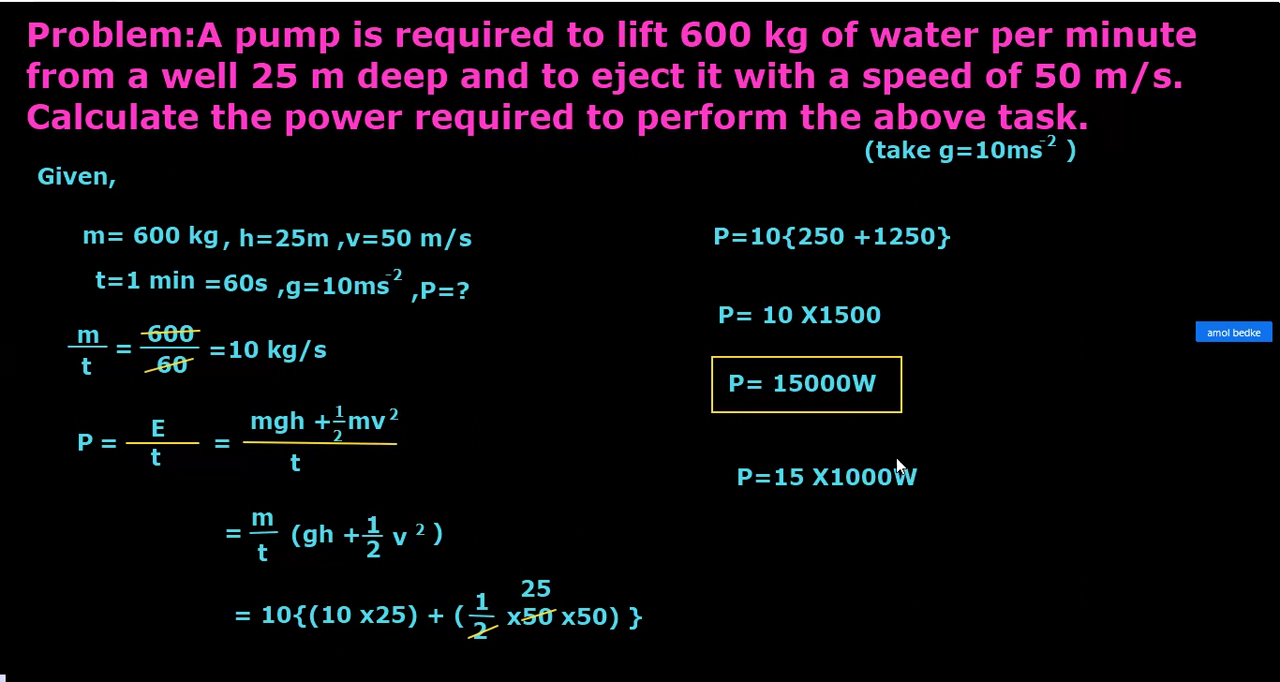 Problem:A pump is required to lift 600 kg of water per minute
from a well 25 m deep and to eject it with a speed of 50 m/s.
Calculate the power required to perform the above task.
(take g=10ms⁻² )
Given,
m= 600 kg, h=25m ,v=50 m/s
t=1 min =60s ,g=10ms⁻² ,P=?
m/t = 600/60 =10 kg/s
P = E/t = (mgh + 1/2 mv²)/t
= m/t (gh + 1/2 v²)
25
= 10{(10 x25) + (1/2 x50 x50) }
P=10{250 +1250}
P= 10 X1500
P= 15000W
P=15 X1000W
amol bedke